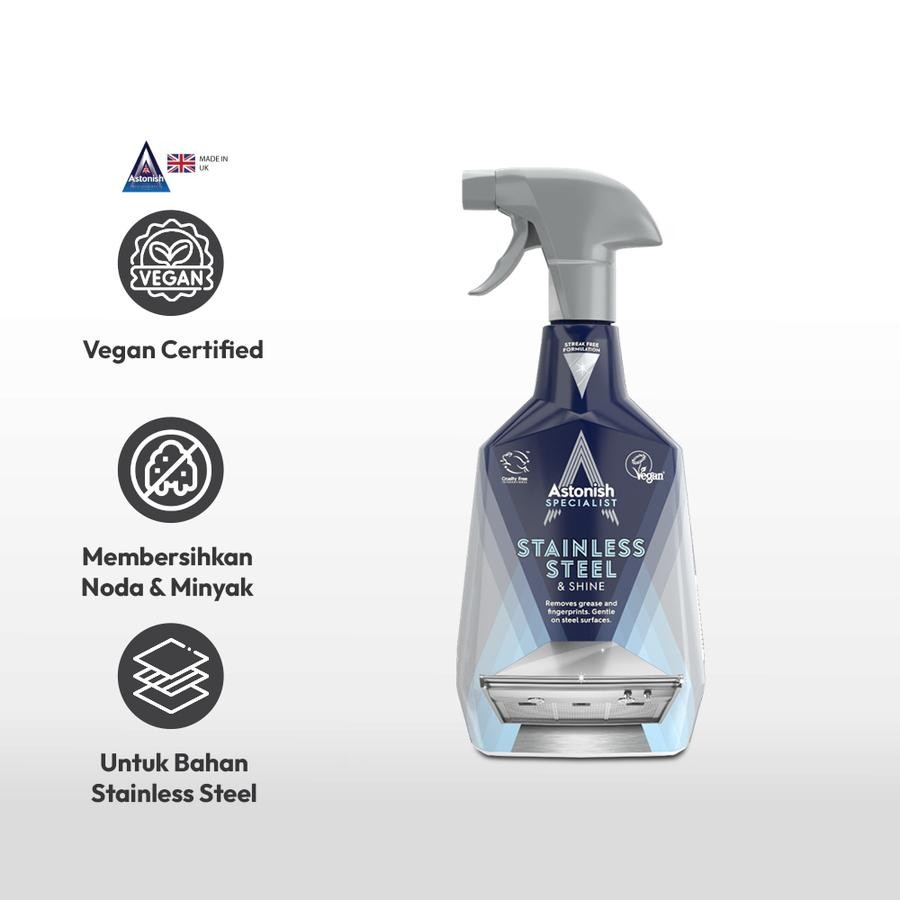 Astonish
MADE IN
UK
VEGAN
Vegan Certified
Membersihkan
Noda & Minyak
Untuk Bahan
Stainless Steel
STREAK FREE
FORMULATION
Cruelty Free
Vegan
Astonish
SPECIALIST
STAINLESS
STEEL
& SHINE
Removes grease and
fingerprints. Gentle
on steel surfaces.